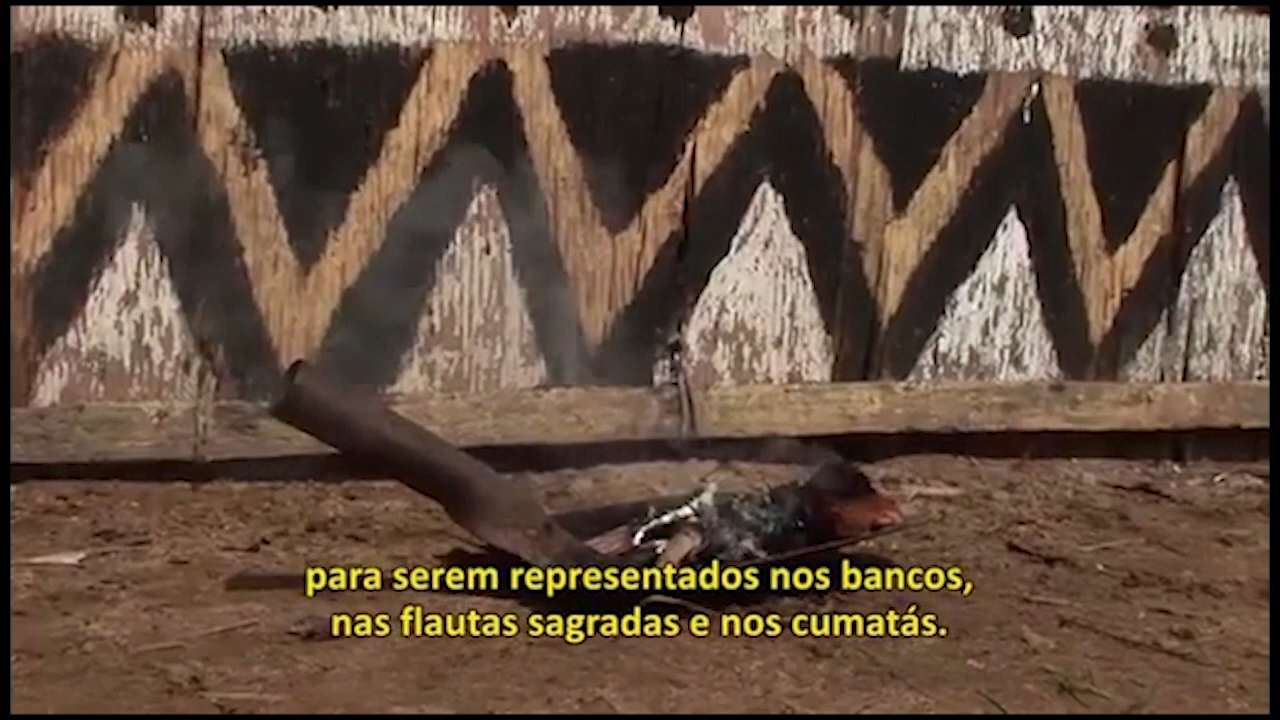 para serem representados nos bancos,
nas flautas sagradas e nos cumatás.